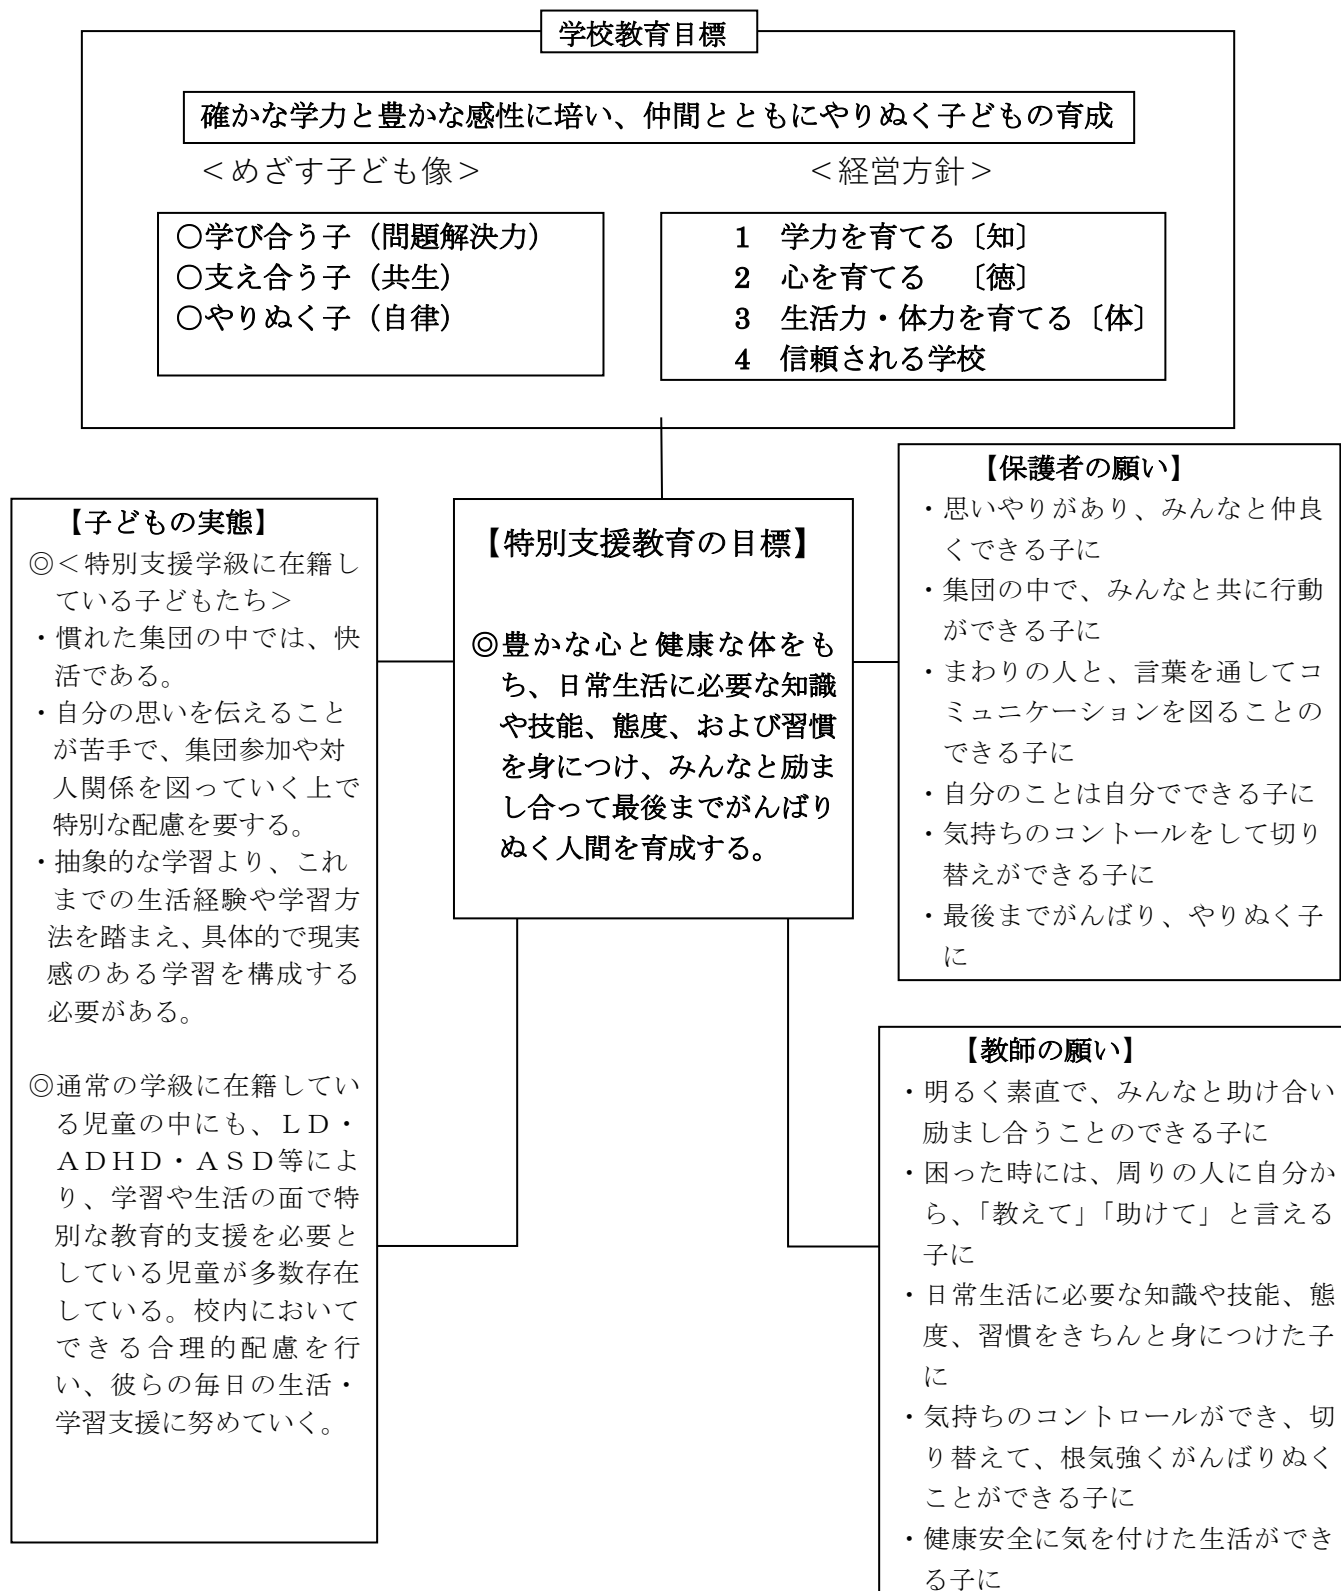 学校教育目標
確かな学力と豊かな感性に培い、仲間とともにやりぬく子どもの育成
＜めざす子ども像＞
○学び合う子（問題解決力）
○支え合う子（共生）
○やりぬく子（自律）
＜経営方針＞
1　学力を育てる〔知〕
2　心を育てる　〔徳〕
3　生活力・体力を育てる〔体〕
4　信頼される学校
【子どもの実態】
◎＜特別支援学級に在籍し
ている子どもたち＞
・慣れた集団の中では、快
活である。
・自分の思いを伝えること
が苦手で、集団参加や対
人関係を図っていく上で
特別な配慮を要する。
・抽象的な学習より、これ
までの生活経験や学習方
法を踏まえ、具体的で現実
感のある学習を構成する
必要がある。
◎通常の学級に在籍してい
る児童の中にも、ＬＤ・
ＡＤＨＤ・ＡＳＤ等によ
り、学習や生活の面で特
別な教育的支援を必要と
している児童が多数存在
している。校内において
できる合理的配慮を行
い、彼らの毎日の生活・
学習支援に努めていく。
【特別支援教育の目標】
◎豊かな心と健康な体をも
ち、日常生活に必要な知識
や技能、態度、および習慣
を身につけ、みんなと励ま
し合って最後までがんばり
ぬく人間を育成する。
【保護者の願い】
・思いやりがあり、みんなと仲良
くできる子に
・集団の中で、みんなと共に行動
ができる子に
・まわりの人と、言葉を通してコ
ミュニケーションを図ることの
できる子に
・自分のことは自分でできる子に
・気持ちのコントールをして切り
替えができる子に
・最後までがんばり、やりぬく子
に
【教師の願い】
・明るく素直で、みんなと助け合い
励まし合うことのできる子に
・困った時には、周りの人に自分か
ら、「教えて」「助けて」と言える
子に
・日常生活に必要な知識や技能、態
度、習慣をきちんと身につけた子
に
・気持ちのコントロールができ、切
り替えて、根気強くがんばりぬく
ことができる子に
・健康安全に気を付けた生活ができ
る子に